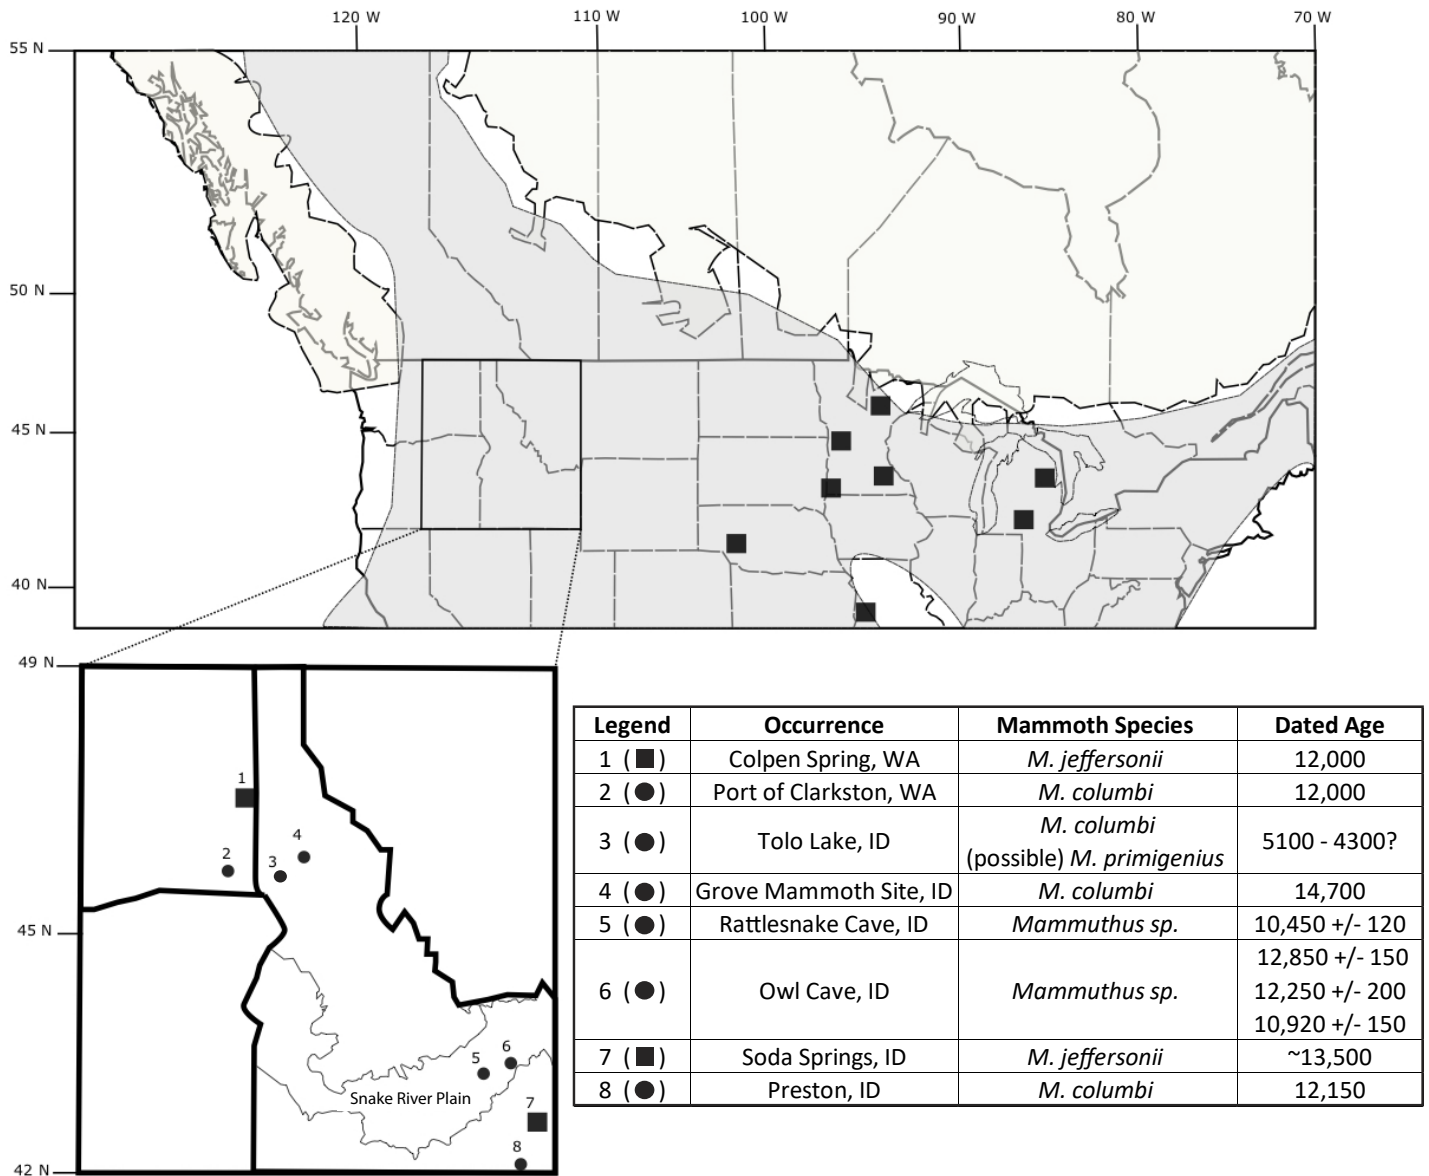 120 W 110 W 100 W 90 W 80 W 70 W
55 N
50 N
45 N
40 N
49 N
1
4
2 3
45 N
6
5
Snake River Plain
7
8
42 N
Legend Occurrence Mammoth Species Dated Age
1 (■) Colpen Spring, WA M. jeffersonii 12,000
2 (●) Port of Clarkston, WA M. columbi 12,000
3 (●) Tolo Lake, ID M. columbi 5100 - 4300?
(possible) M. primigenius
4 (●) Grove Mammoth Site, ID M. columbi 14,700
5 (●) Rattlesnake Cave, ID Mammuthus sp. 10,450 +/- 120
12,850 +/- 150
6 (●) Owl Cave, ID Mammuthus sp. 12,250 +/- 200
10,920 +/- 150
7 (■) Soda Springs, ID M. jeffersonii ~13,500
8 (●) Preston, ID M. columbi 12,150